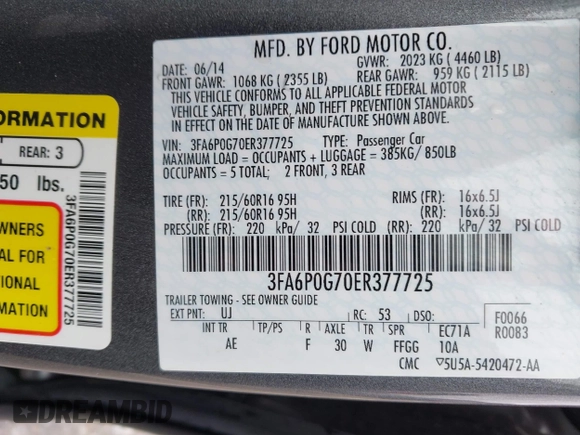 MFD. BY FORD MOTOR CO.
DATE: 06/14 GVWR: 2023 KG ( 4460 LB)
FRONT GAWR: 1068 KG ( 2355 LB) REAR GAWR: 959 KG ( 2115 LB)
THIS VEHICLE CONFORMS TO ALL APPLICABLE FEDERAL MOTOR
VEHICLE SAFETY, BUMPER, AND THEFT PREVENTION STANDARDS
IN EFFECT ON THE DATE OF MANUFACTURE SHOWN ABOVE.
VIN: 3FA6P0G70ER377725 TYPE: Passenger Car
MAXIMUM LOAD = OCCUPANTS + LUGGAGE = 385KG/ 850LB
OCCUPANTS = 5 TOTAL; 2 FRONT, 3 REAR
TIRE (FR): 215/60R16 95H RIMS (FR): 16x6.5J
(RR): 215/60R16 95H (RR): 16x6.5J
PRESSURE (FR): 220 kPa/ 32 PSI COLD (RR): 220 kPa/ 32 PSI COLD
3FA6P0G70ER377725
TRAILER TOWING - SEE OWNER GUIDE
EXT PNT: UJ RC: 53 DSO: F0066
R0083
INT TR TP/PS R AXLE TR SPR EC71A
AE F 30 W FFGG 10A
CMC ▽5U5A-5420472-AA
ORMATION
REAR: 3
50 lbs.
WNERS
AL FOR
TIONAL
ATION
3FA6P0G70ER377725
DREAMBID